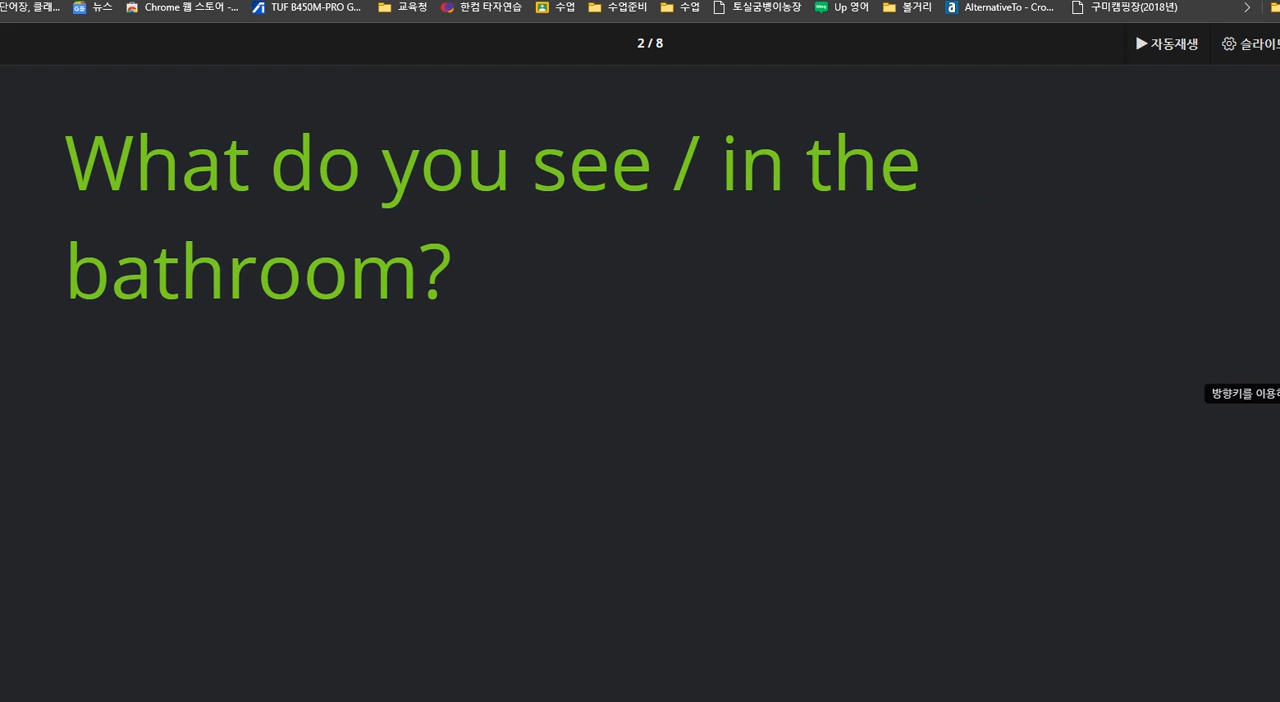 단어장, 클래... 뉴스 Chrome 웹 스토어 -... TUF B450M-PRO G... 교육청 한컴 타자연습 수업 수업준비 수업 토실굼벵이농장 Up 영어 볼거리 AlternativeTo - Cro... 구미캠핑장(2018년)
2 / 8 자동재생 슬라이드
What do you see / in the
bathroom?
방향키를 이용하